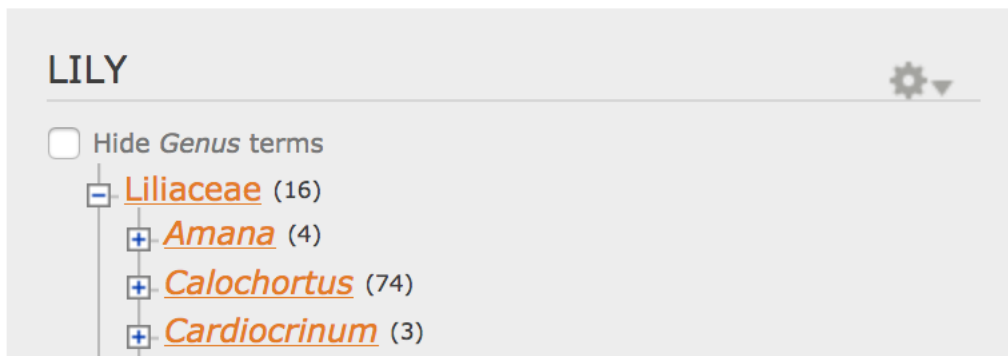 LILY
Hide Genus terms
Liliaceae (16)
Amana (4)
Calochortus (74)
Cardiocrinum (3)